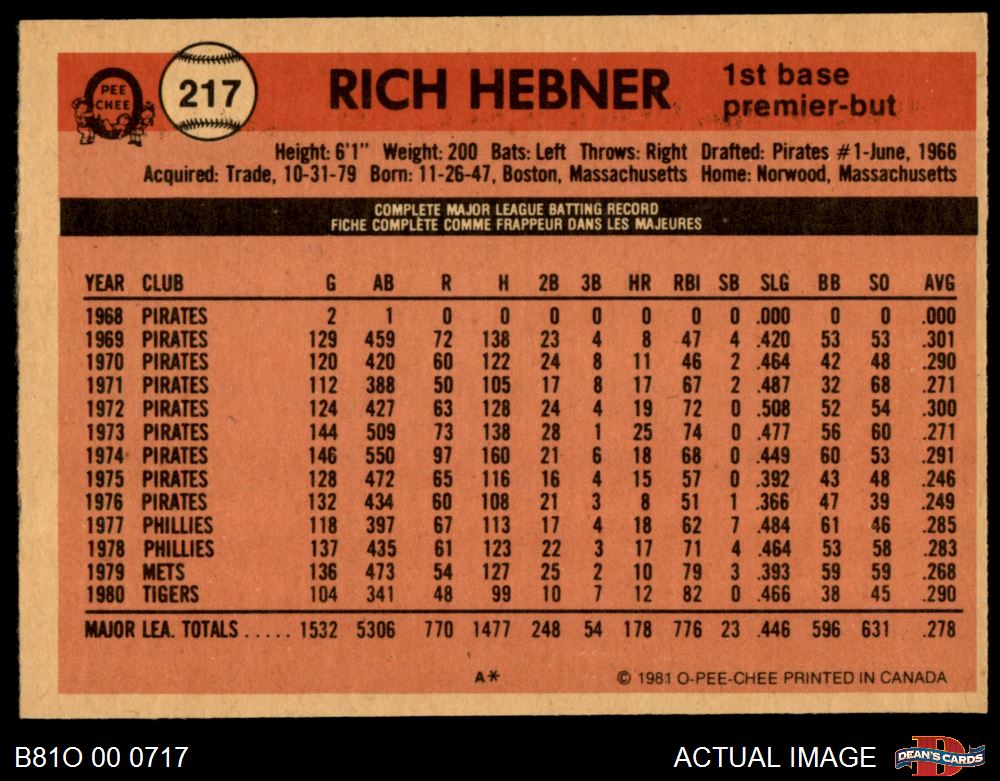 PEE
CHEE
217
RICH HEBNER
1st base
premier-but
Height: 6'1" Weight: 200 Bats: Left Throws: Right Drafted: Pirates #1-June, 1966
Acquired: Trade, 10-31-79 Born: 11-26-47, Boston, Massachusetts Home: Norwood, Massachusetts
COMPLETE MAJOR LEAGUE BATTING RECORD
FICHE COMPLÈTE COMME FRAPPEUR DANS LES MAJEURES
YEAR CLUB G AB R H 2B 3B HR RBI SB SLG BB SO AVG
1968 PIRATES 2 1 0 0 0 0 0 0 0 .000 0 0 .000
1969 PIRATES 129 459 72 138 23 4 8 47 4 .420 53 53 .301
1970 PIRATES 120 420 60 122 24 8 11 46 2 .464 42 48 .290
1971 PIRATES 112 388 50 105 17 8 17 67 2 .487 32 68 .271
1972 PIRATES 124 427 63 128 24 4 19 72 0 .508 52 54 .300
1973 PIRATES 144 509 73 138 28 1 25 74 0 .477 56 60 .271
1974 PIRATES 146 550 97 160 21 6 18 68 0 .449 60 53 .291
1975 PIRATES 128 472 65 116 16 4 15 57 0 .392 43 48 .246
1976 PIRATES 132 434 60 108 21 3 8 51 1 .366 47 39 .249
1977 PHILLIES 118 397 67 113 17 4 18 62 7 .484 61 46 .285
1978 PHILLIES 137 435 61 123 22 3 17 71 4 .464 53 58 .283
1979 METS 136 473 54 127 25 2 10 79 3 .393 59 59 .268
1980 TIGERS 104 341 48 99 10 7 12 82 0 .466 38 45 .290
MAJOR LEA. TOTALS ..... 1532 5306 770 1477 248 54 178 776 23 .446 596 631 .278
A* © 1981 O-PEE-CHEE PRINTED IN CANADA
B81O 00 0717
ACTUAL IMAGE
DEAN'S CARDS